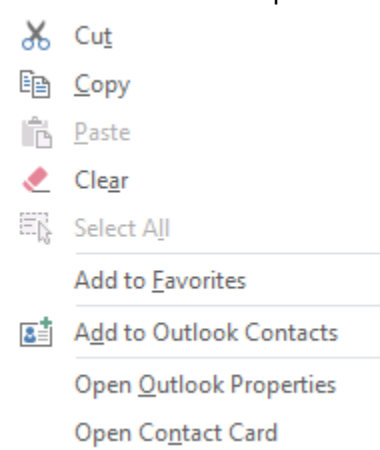 Cut
Copy
Paste
Clear
Select All
Add to Favorites
Add to Outlook Contacts
Open Outlook Properties
Open Contact Card